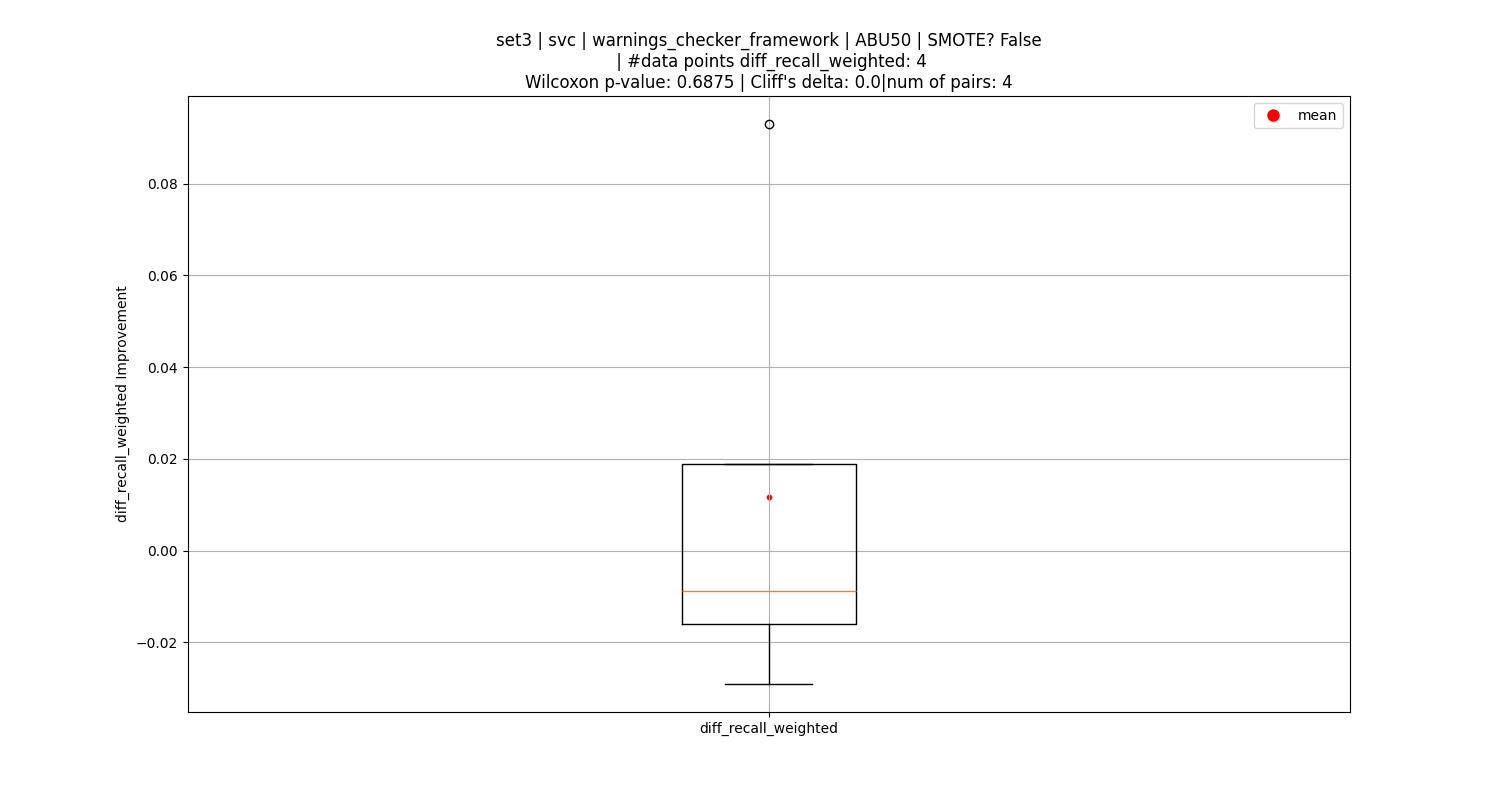 set3 | svc | warnings_checker_framework | ABU50 | SMOTE? False
| #data points diff_recall_weighted: 4
Wilcoxon p-value: 0.6875 | Cliff's delta: 0.0|num of pairs: 4
mean
0.08
0.06
0.04
0.02
0.00
−0.02
diff_recall_weighted Improvement
diff_recall_weighted